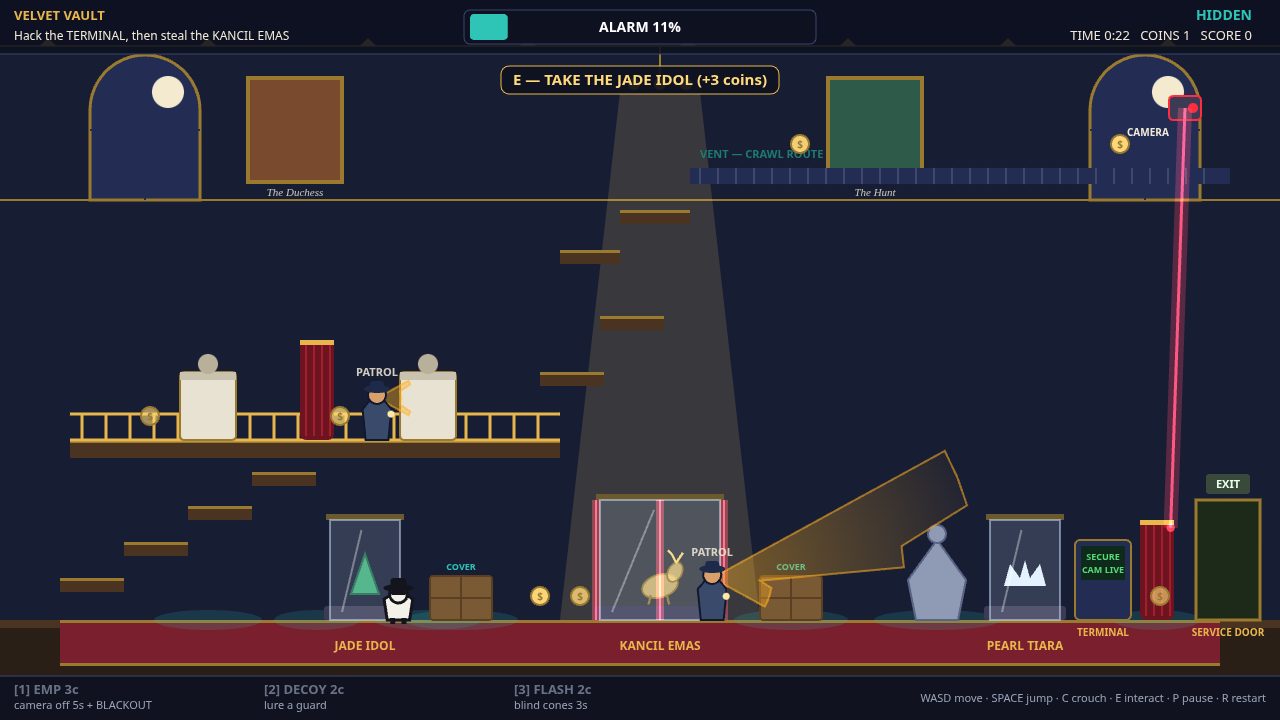 VELVET VAULT
Hack the TERMINAL, then steal the KANCIL EMAS
ALARM 11%
HIDDEN
TIME 0:22 COINS 1 SCORE 0
E — TAKE THE JADE IDOL (+3 coins)
CAMERA
VENT — CRAWL ROUTE
The Duchess
The Hunt
PATROL
EXIT
PATROL
COVER
COVER
SECURE
CAM LIVE
TERMINAL
SERVICE DOOR
JADE IDOL
KANCIL EMAS
PEARL TIARA
[1] EMP 3c
camera off 5s + BLACKOUT
[2] DECOY 2c
lure a guard
[3] FLASH 2c
blind cones 3s
WASD move · SPACE jump · C crouch · E interact · P pause · R restart